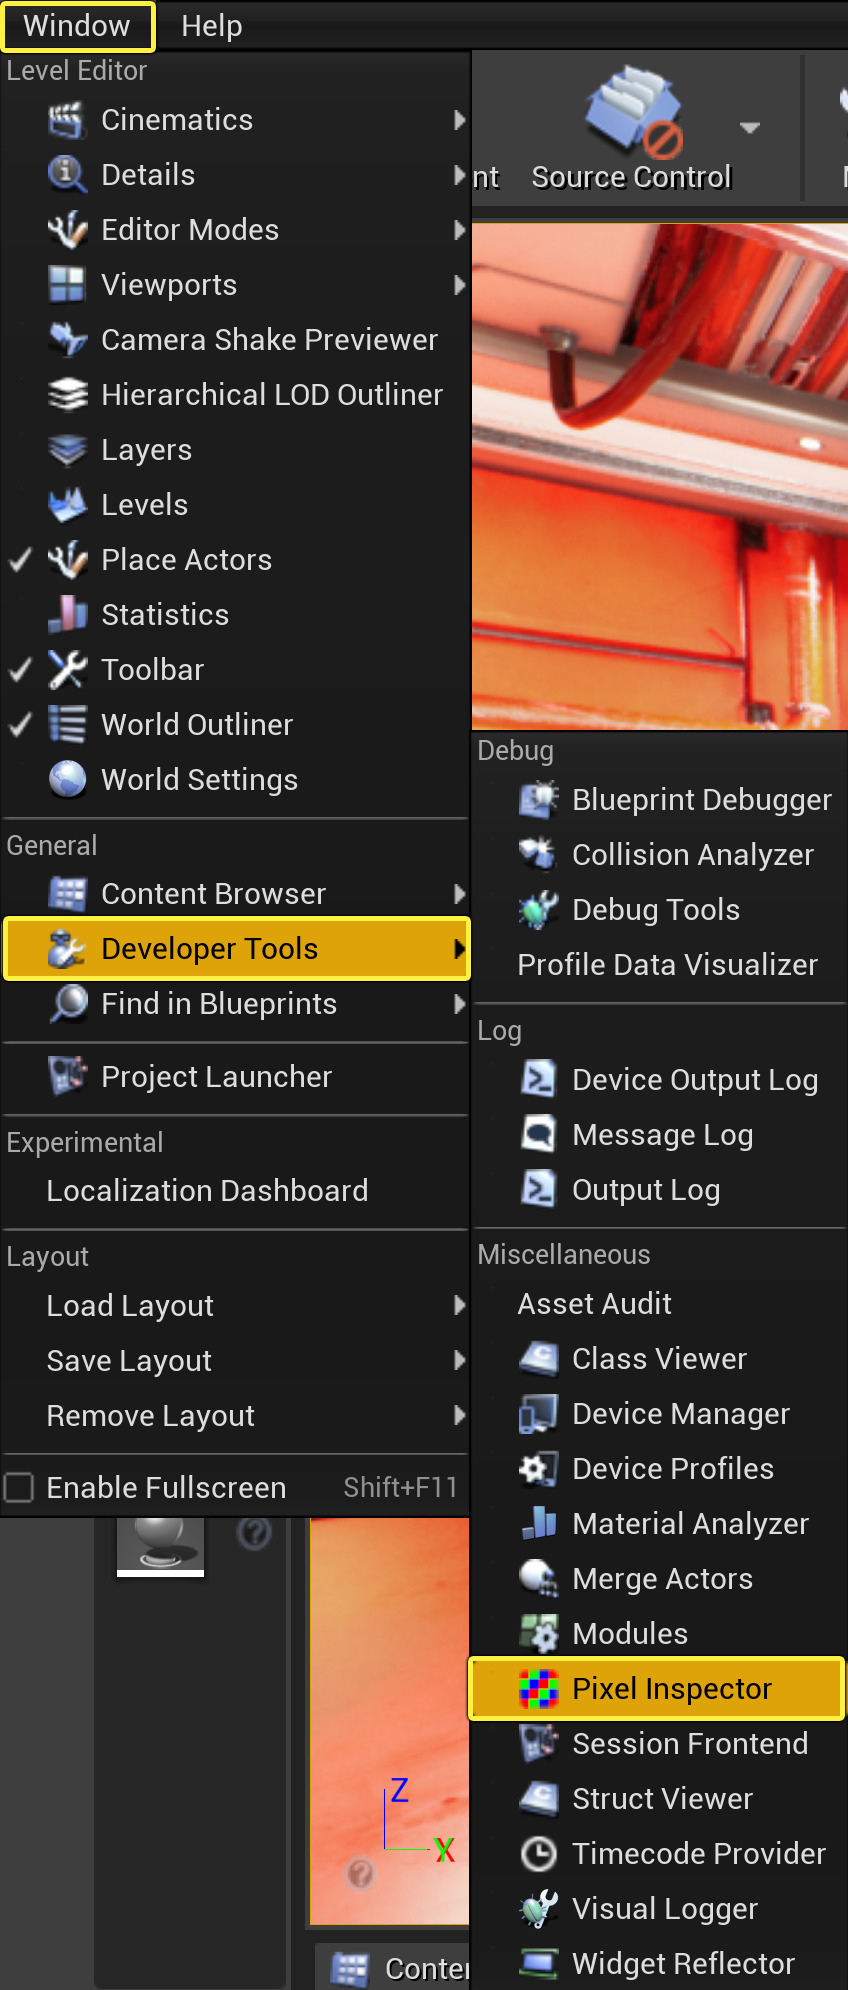 Window Help
Level Editor
Cinematics
Details
Editor Modes
Viewports
Camera Shake Previewer
Hierarchical LOD Outliner
Layers
Levels
Place Actors
Statistics
Toolbar
World Outliner
World Settings
General
Content Browser
Developer Tools
Find in Blueprints
Project Launcher
Experimental
Localization Dashboard
Layout
Load Layout
Save Layout
Remove Layout
Enable Fullscreen Shift+F11
nt Source Control
Debug
Blueprint Debugger
Collision Analyzer
Debug Tools
Profile Data Visualizer
Log
Device Output Log
Message Log
Output Log
Miscellaneous
Asset Audit
Class Viewer
Device Manager
Device Profiles
Material Analyzer
Merge Actors
Modules
Pixel Inspector
Session Frontend
Struct Viewer
Timecode Provider
Visual Logger
Widget Reflector
Z
X
Conte